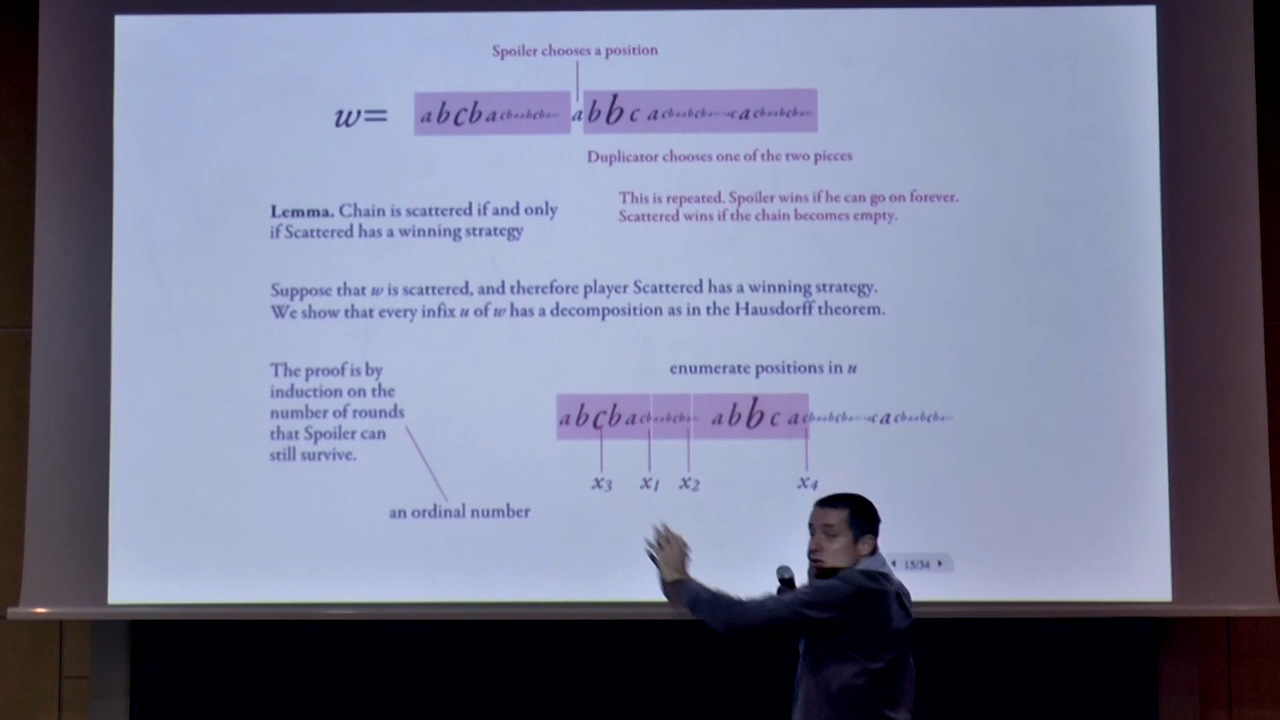 Spoiler chooses a position
w= abcba a bbc a a
Duplicator chooses one of the two pieces
This is repeated. Spoiler wins if he can go on forever.
Scattered wins if the chain becomes empty.
Lemma. Chain is scattered if and only
if Scattered has a winning strategy
Suppose that w is scattered, and therefore player Scattered has a winning strategy.
We show that every infix u of w has a decomposition as in the Hausdorff theorem.
The proof is by
induction on the
number of rounds
that Spoiler can
still survive.
an ordinal number
enumerate positions in u
abcba abbc a a
x3 x1 x2 x4
15/34